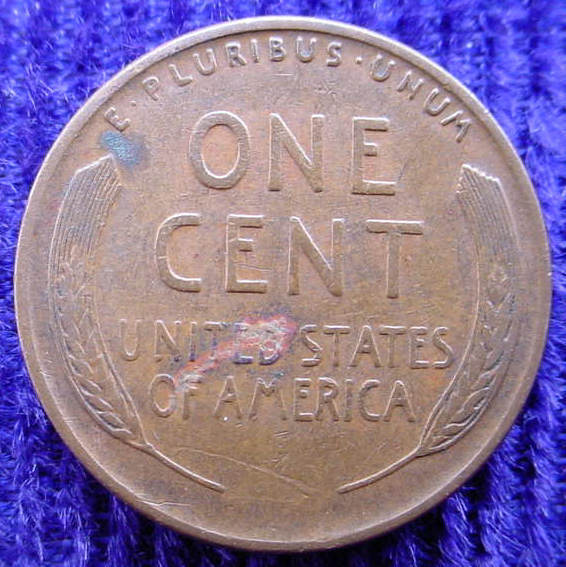 E·PLURIBUS·UNUM
ONE
CENT
UNITED STATES
OF AMERICA